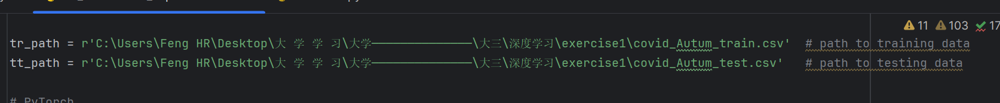 11 103 17
tr_path = r'C:\Users\Feng HR\Desktop\大 学 学 习\大学——————————————\大三\深度学习\exercise1\covid_Autum_train.csv' # path to training data
tt_path = r'C:\Users\Feng HR\Desktop\大 学 学 习\大学——————————————\大三\深度学习\exercise1\covid_Autum_test.csv' # path to testing data
# PyTorch